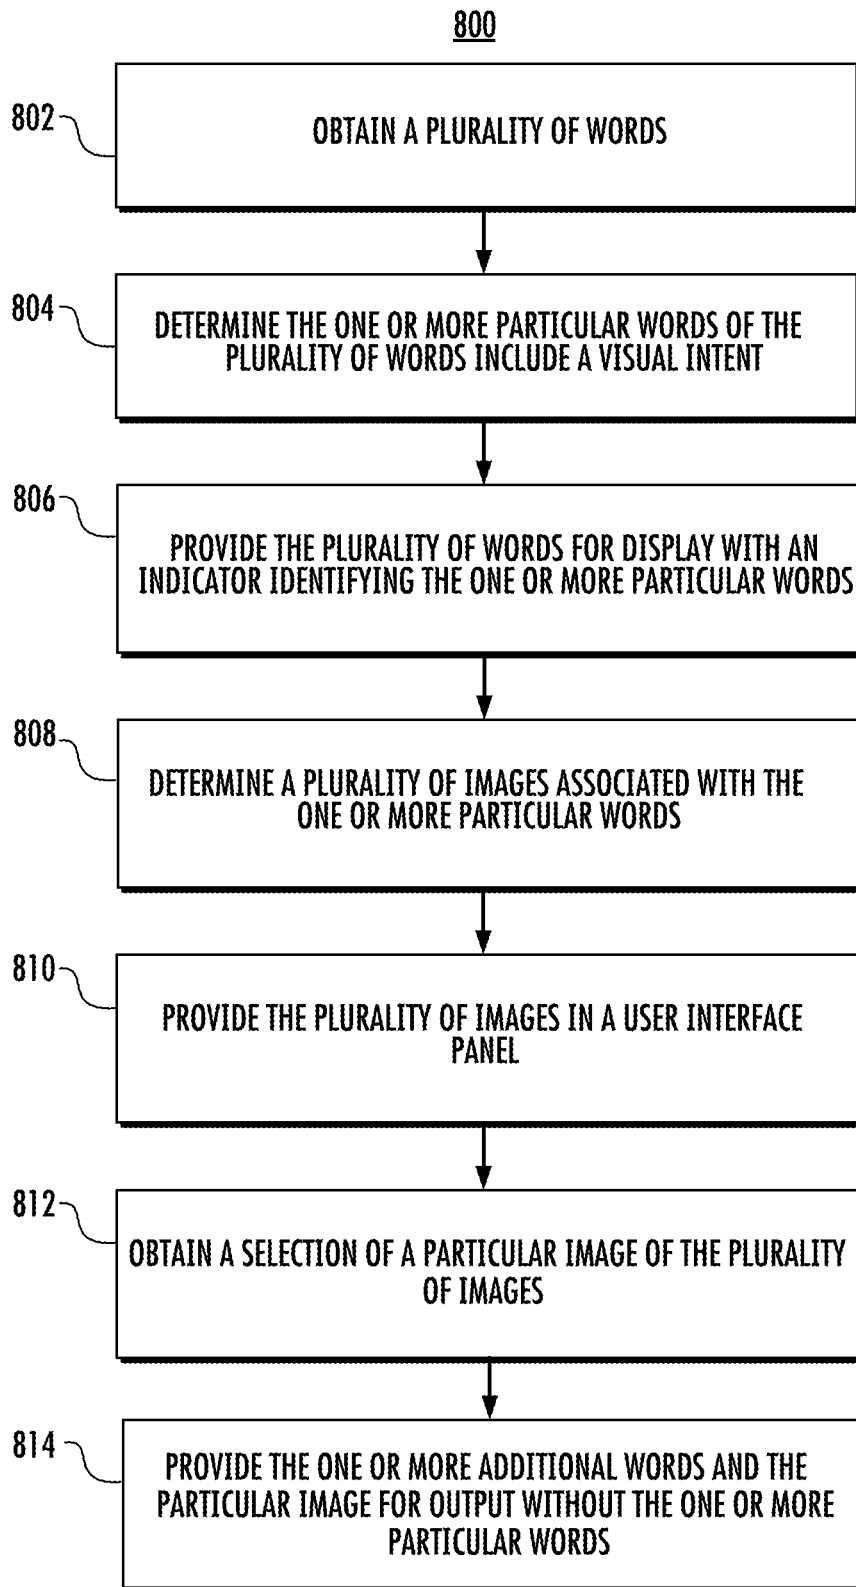 800
802
OBTAIN A PLURALITY OF WORDS
804
DETERMINE THE ONE OR MORE PARTICULAR WORDS OF THE
PLURALITY OF WORDS INCLUDE A VISUAL INTENT
806
PROVIDE THE PLURALITY OF WORDS FOR DISPLAY WITH AN
INDICATOR IDENTIFYING THE ONE OR MORE PARTICULAR WORDS
808
DETERMINE A PLURALITY OF IMAGES ASSOCIATED WITH THE
ONE OR MORE PARTICULAR WORDS
810
PROVIDE THE PLURALITY OF IMAGES IN A USER INTERFACE
PANEL
812
OBTAIN A SELECTION OF A PARTICULAR IMAGE OF THE PLURALITY
OF IMAGES
814
PROVIDE THE ONE OR MORE ADDITIONAL WORDS AND THE
PARTICULAR IMAGE FOR OUTPUT WITHOUT THE ONE OR MORE
PARTICULAR WORDS